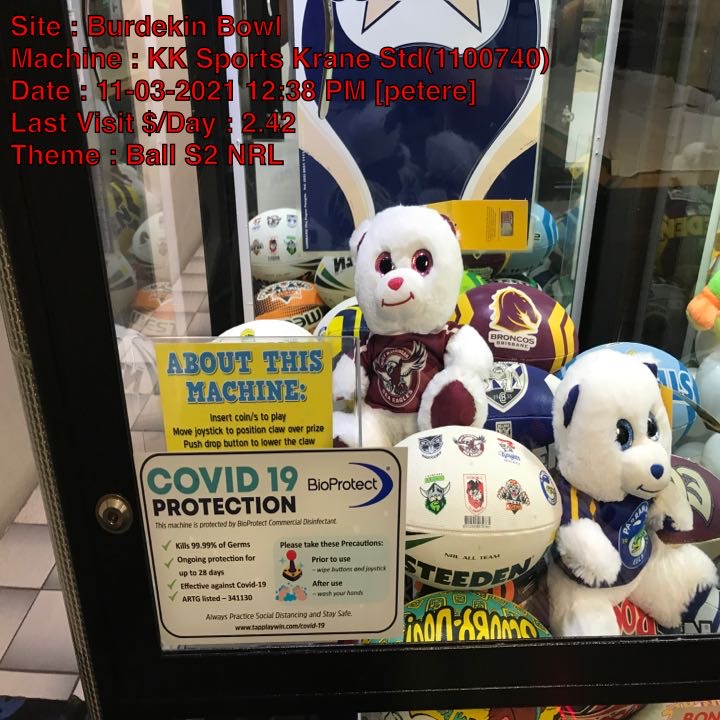 Site : Burdekin Bowl
Machine : KK Sports Krane Std(1100740)
Date : 11-03-2021 12:38 PM [petere]
Last Visit $/Day : 2.42
Theme : Ball S2 NRL
BRONCOS
BRISBANE
ABOUT THIS
MACHINE:
Insert coin/s to play
Move joystick to position claw over prize
Push drop button to lower the claw
EAGLES
COVID 19
PROTECTION
BioProtect
This machine is protected by BioProtect Commercial Disinfectant.
Kills 99.99% of Germs
Ongoing protection for
up to 28 days
Effective against Covid-19
ARTG listed – 341130
Please take these Precautions:
Prior to use
– wipe buttons and joystick
After use
– wash your hands
Always Practice Social Distancing and Stay Safe.
www.tapplaywin.com/covid-19
NRL ALL TEAM
STEEDEN
SCOOBY-DOO!